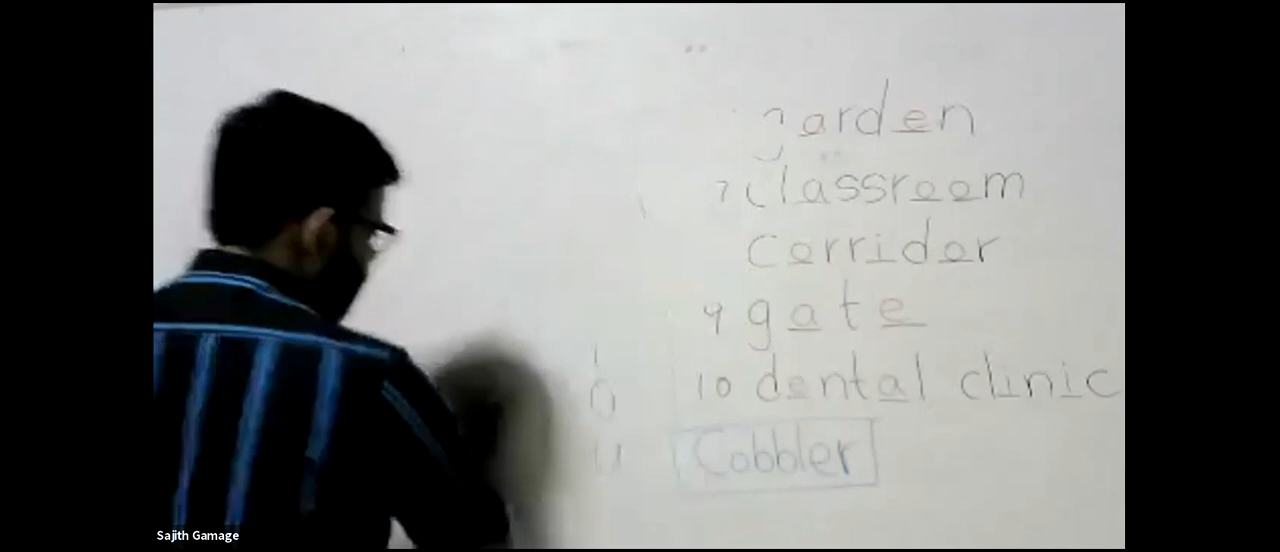 garden
7 classroom
corridor
9 gate
10 dental clinic
Cobbler
Sajith Gamage